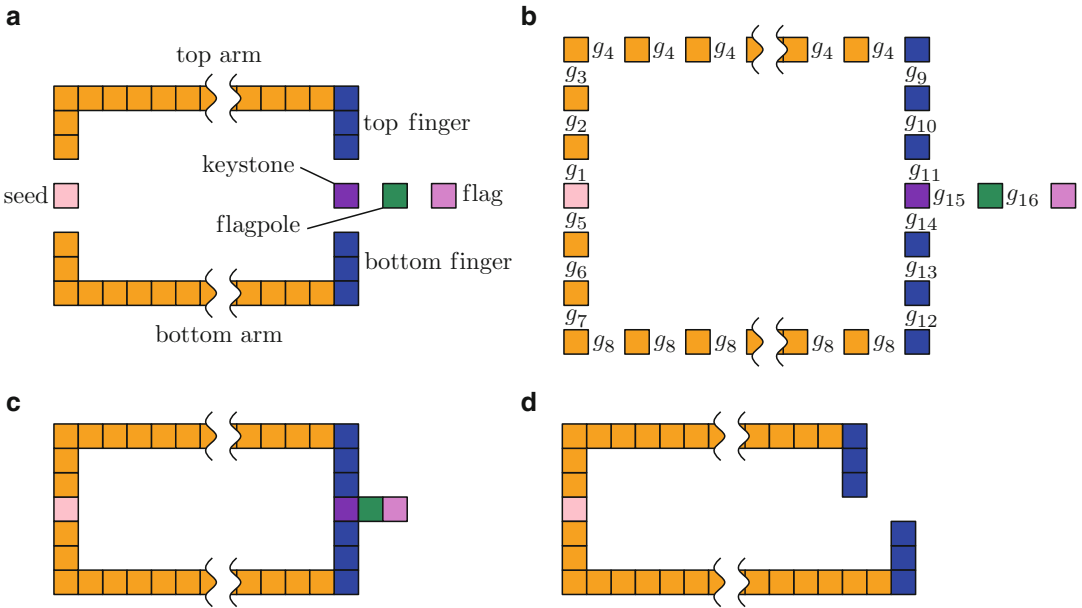 a
top arm
top finger
keystone
seed
flag
flagpole
bottom finger
bottom arm
b
g4 g4 g4 g4 g4
g3 g9
g2 g10
g1 g11
g15 g16
g5 g14
g6 g13
g7 g12
g8 g8 g8 g8 g8
c
d